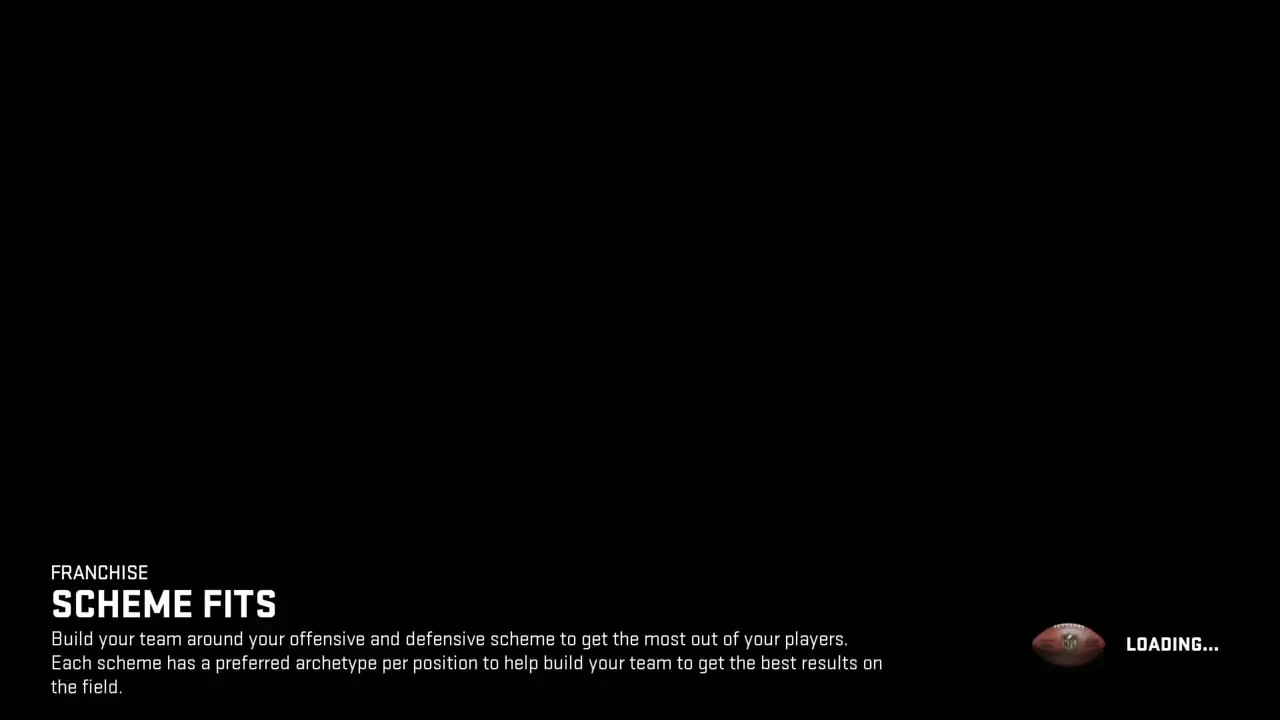 FRANCHISE
SCHEME FITS
Build your team around your offensive and defensive scheme to get the most out of your players.
Each scheme has a preferred archetype per position to help build your team to get the best results on
the field.
LOADING...